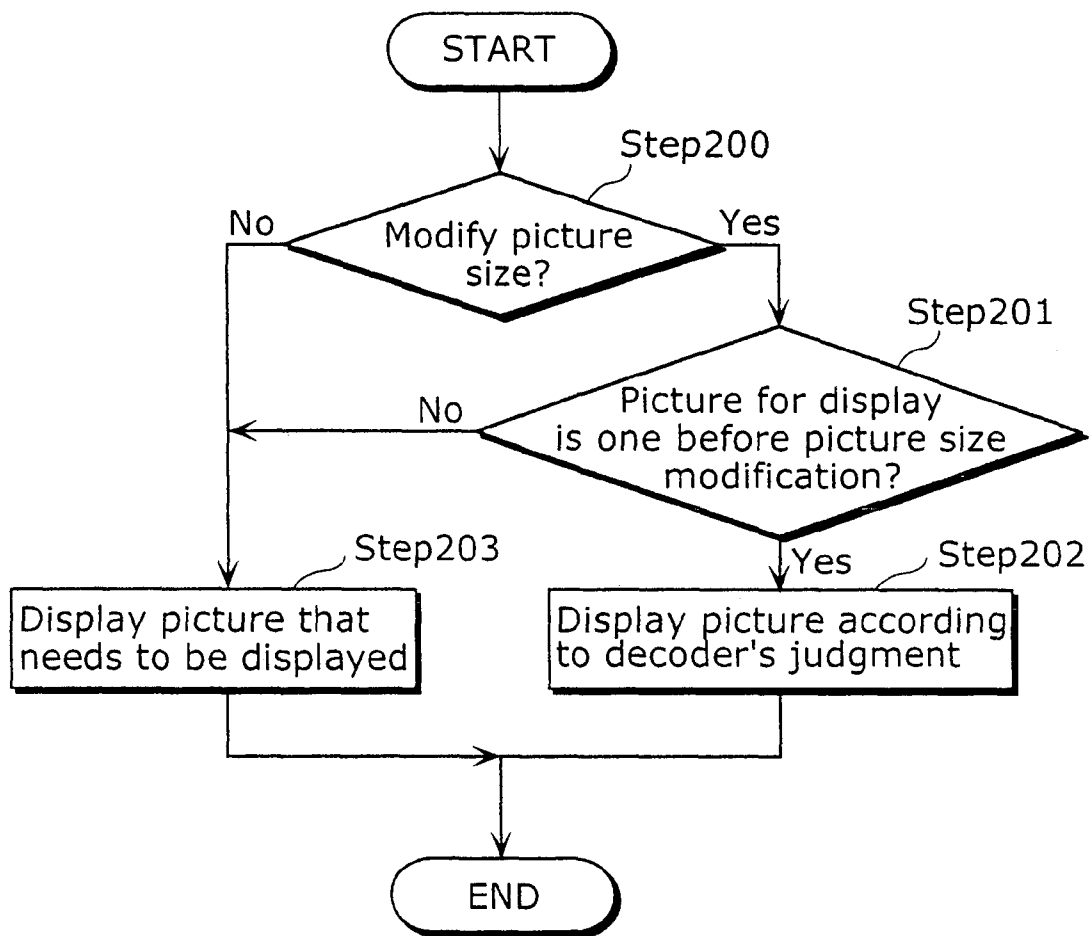 START
Step200
No
Yes
Modify picture
size?
Step201
No
Picture for display
is one before picture size
modification?
Step203
Yes
Step202
Display picture that
needs to be displayed
Display picture according
to decoder's judgment
END